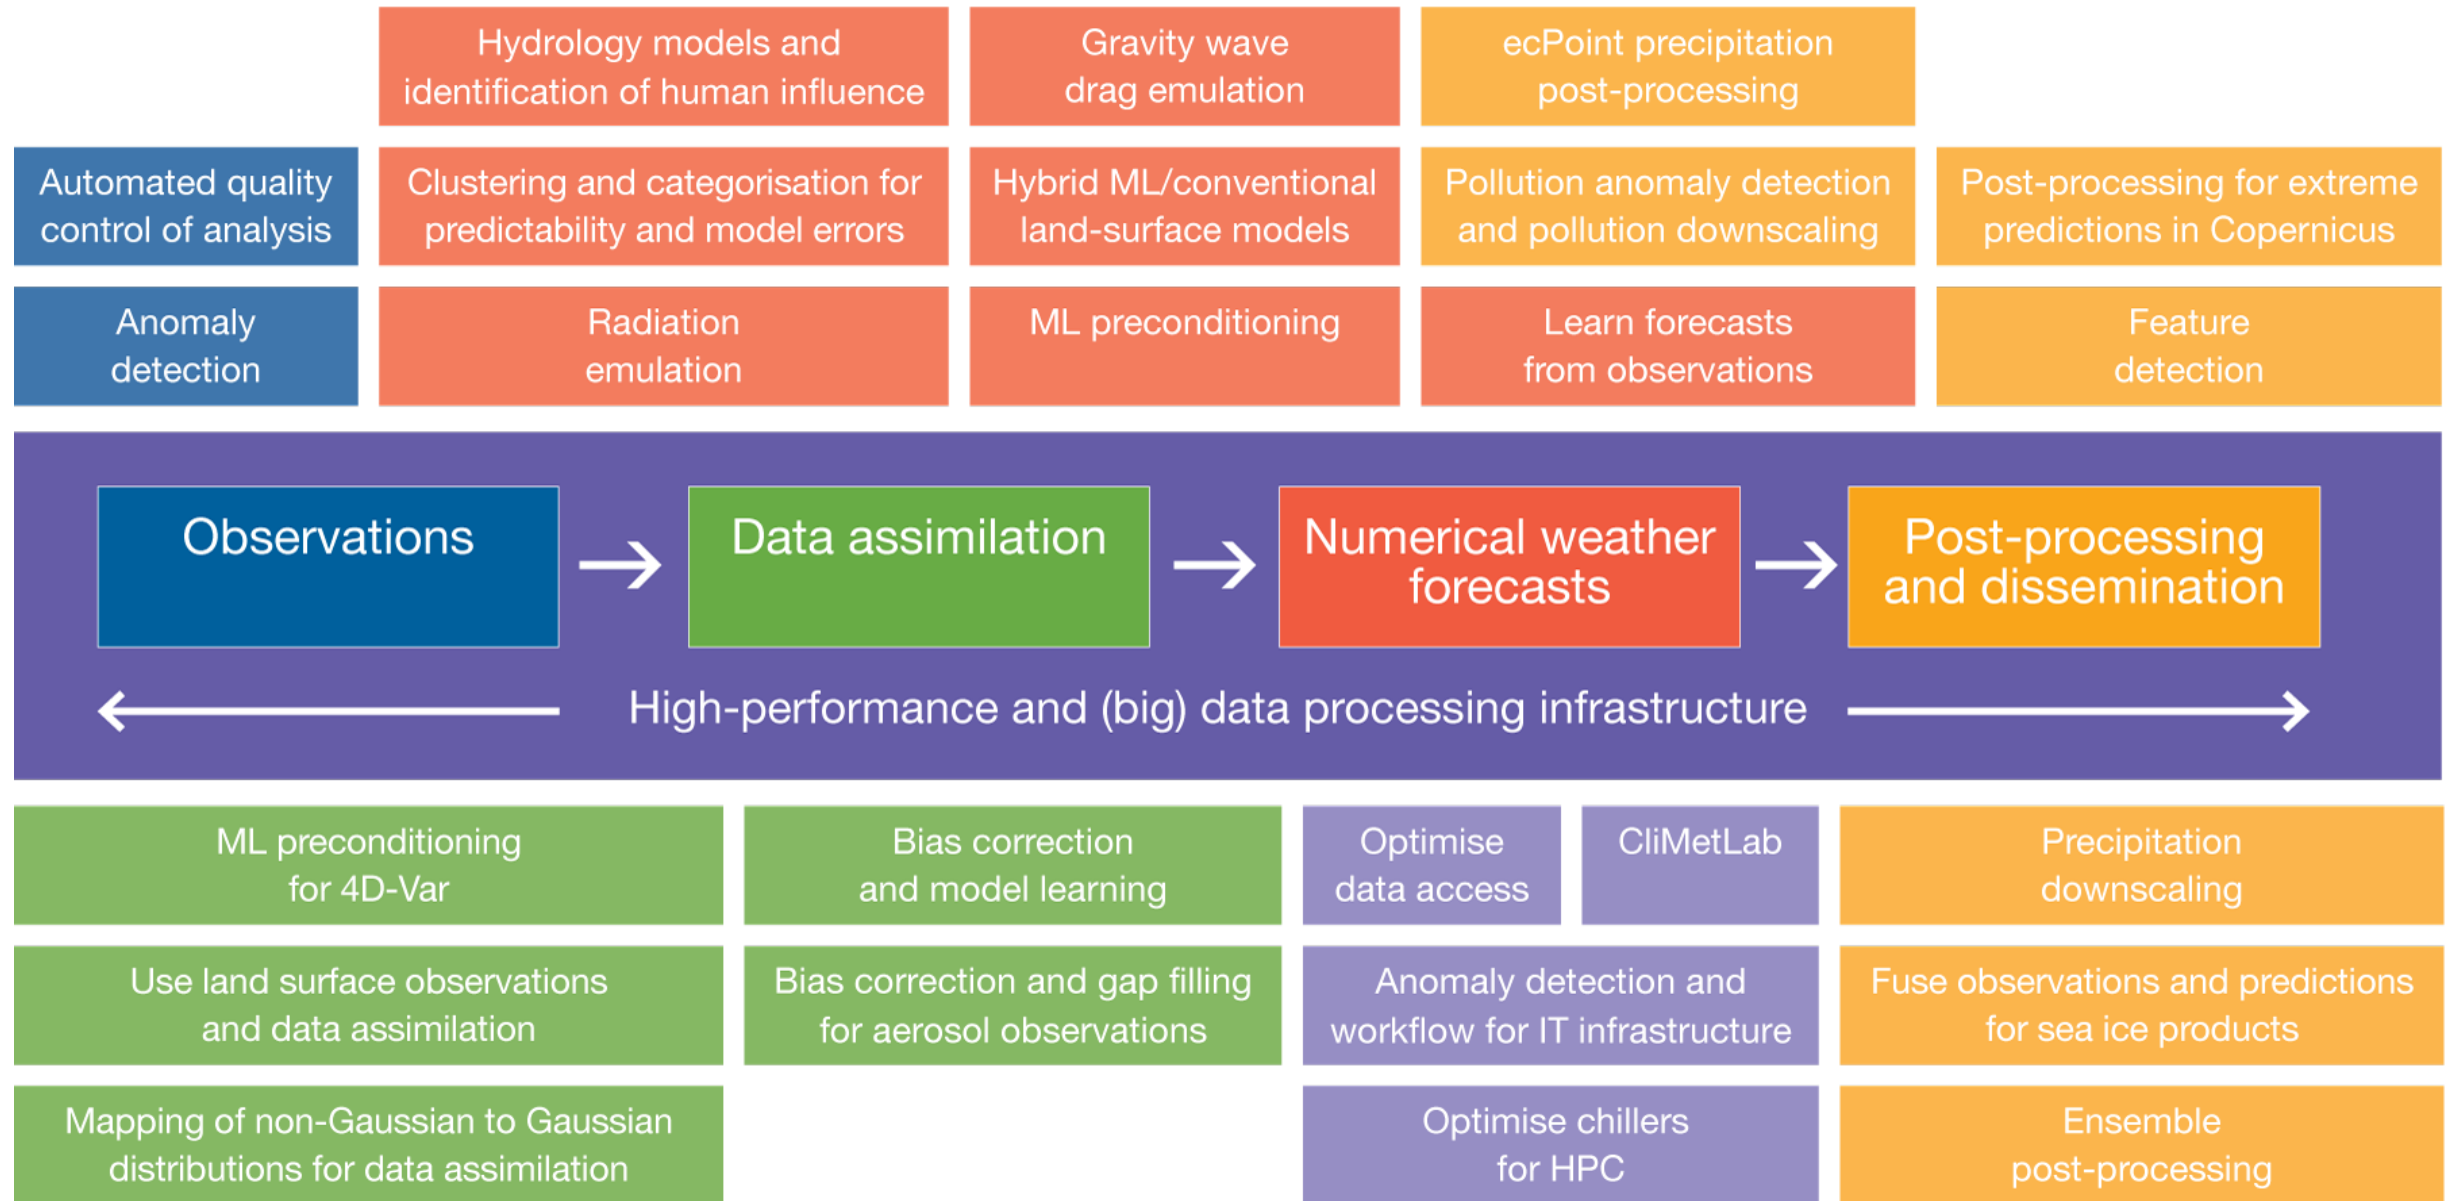 Hydrology models and
identification of human influence
Gravity wave
drag emulation
ecPoint precipitation
post-processing
Automated quality
control of analysis
Clustering and categorisation for
predictability and model errors
Hybrid ML/conventional
land-surface models
Pollution anomaly detection
and pollution downscaling
Post-processing for extreme
predictions in Copernicus
Anomaly
detection
Radiation
emulation
ML preconditioning
Learn forecasts
from observations
Feature
detection
Observations
Data assimilation
Numerical weather
forecasts
Post-processing
and dissemination
High-performance and (big) data processing infrastructure
ML preconditioning
for 4D-Var
Bias correction
and model learning
Optimise
data access
CliMetLab
Precipitation
downscaling
Use land surface observations
and data assimilation
Bias correction and gap filling
for aerosol observations
Anomaly detection and
workflow for IT infrastructure
Fuse observations and predictions
for sea ice products
Mapping of non-Gaussian to Gaussian
distributions for data assimilation
Optimise chillers
for HPC
Ensemble
post-processing